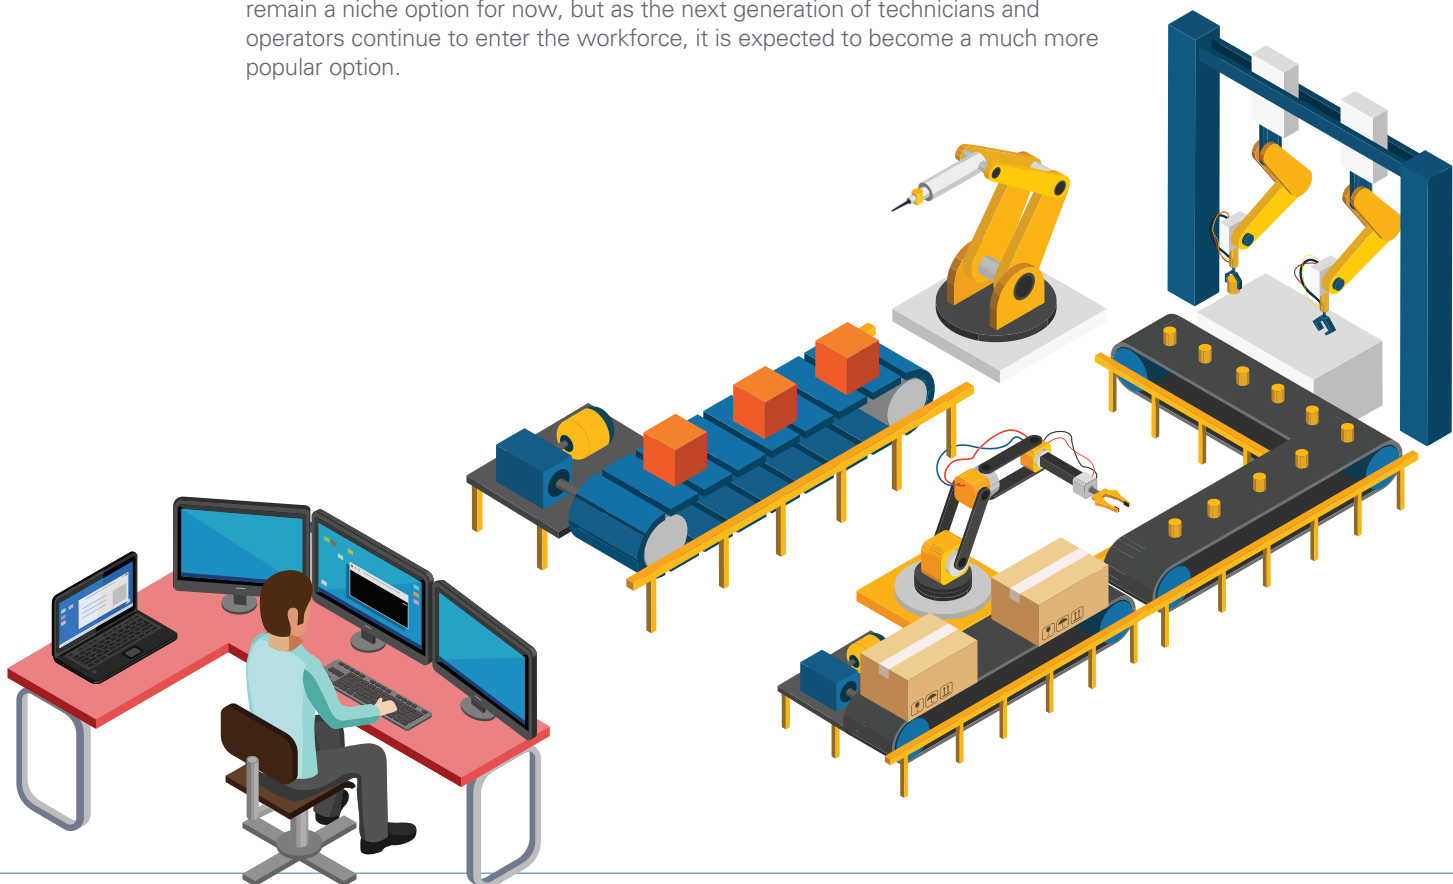 remain a niche option for now, but as the next generation of technicians and
operators continue to enter the workforce, it is expected to become a much more
popular option.